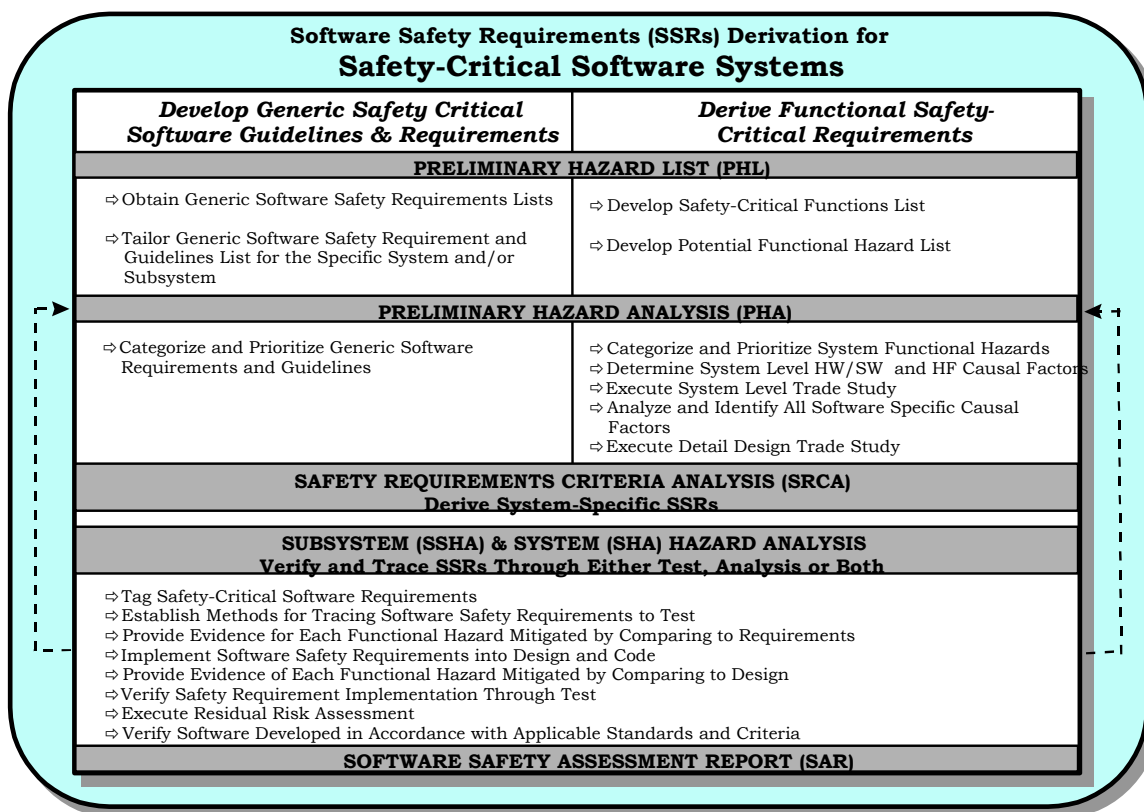 Software Safety Requirements (SSRs) Derivation for
Safety-Critical Software Systems
Develop Generic Safety Critical
Software Guidelines & Requirements
Derive Functional Safety-
Critical Requirements
PRELIMINARY HAZARD LIST (PHL)
⇨Obtain Generic Software Safety Requirements Lists
⇨Tailor Generic Software Safety Requirement and
Guidelines List for the Specific System and/or
Subsystem
⇨Develop Safety-Critical Functions List
⇨Develop Potential Functional Hazard List
PRELIMINARY HAZARD ANALYSIS (PHA)
⇨Categorize and Prioritize Generic Software
Requirements and Guidelines
⇨Categorize and Prioritize System Functional Hazards
⇨Determine System Level HW/SW and HF Causal Factors
⇨Execute System Level Trade Study
⇨Analyze and Identify All Software Specific Causal
Factors
⇨Execute Detail Design Trade Study
SAFETY REQUIREMENTS CRITERIA ANALYSIS (SRCA)
Derive System-Specific SSRs
SUBSYSTEM (SSHA) & SYSTEM (SHA) HAZARD ANALYSIS
Verify and Trace SSRs Through Either Test, Analysis or Both
⇨Tag Safety-Critical Software Requirements
⇨Establish Methods for Tracing Software Safety Requirements to Test
⇨Provide Evidence for Each Functional Hazard Mitigated by Comparing to Requirements
⇨Implement Software Safety Requirements into Design and Code
⇨Provide Evidence of Each Functional Hazard Mitigated by Comparing to Design
⇨Verify Safety Requirement Implementation Through Test
⇨Execute Residual Risk Assessment
⇨Verify Software Developed in Accordance with Applicable Standards and Criteria
SOFTWARE SAFETY ASSESSMENT REPORT (SAR)